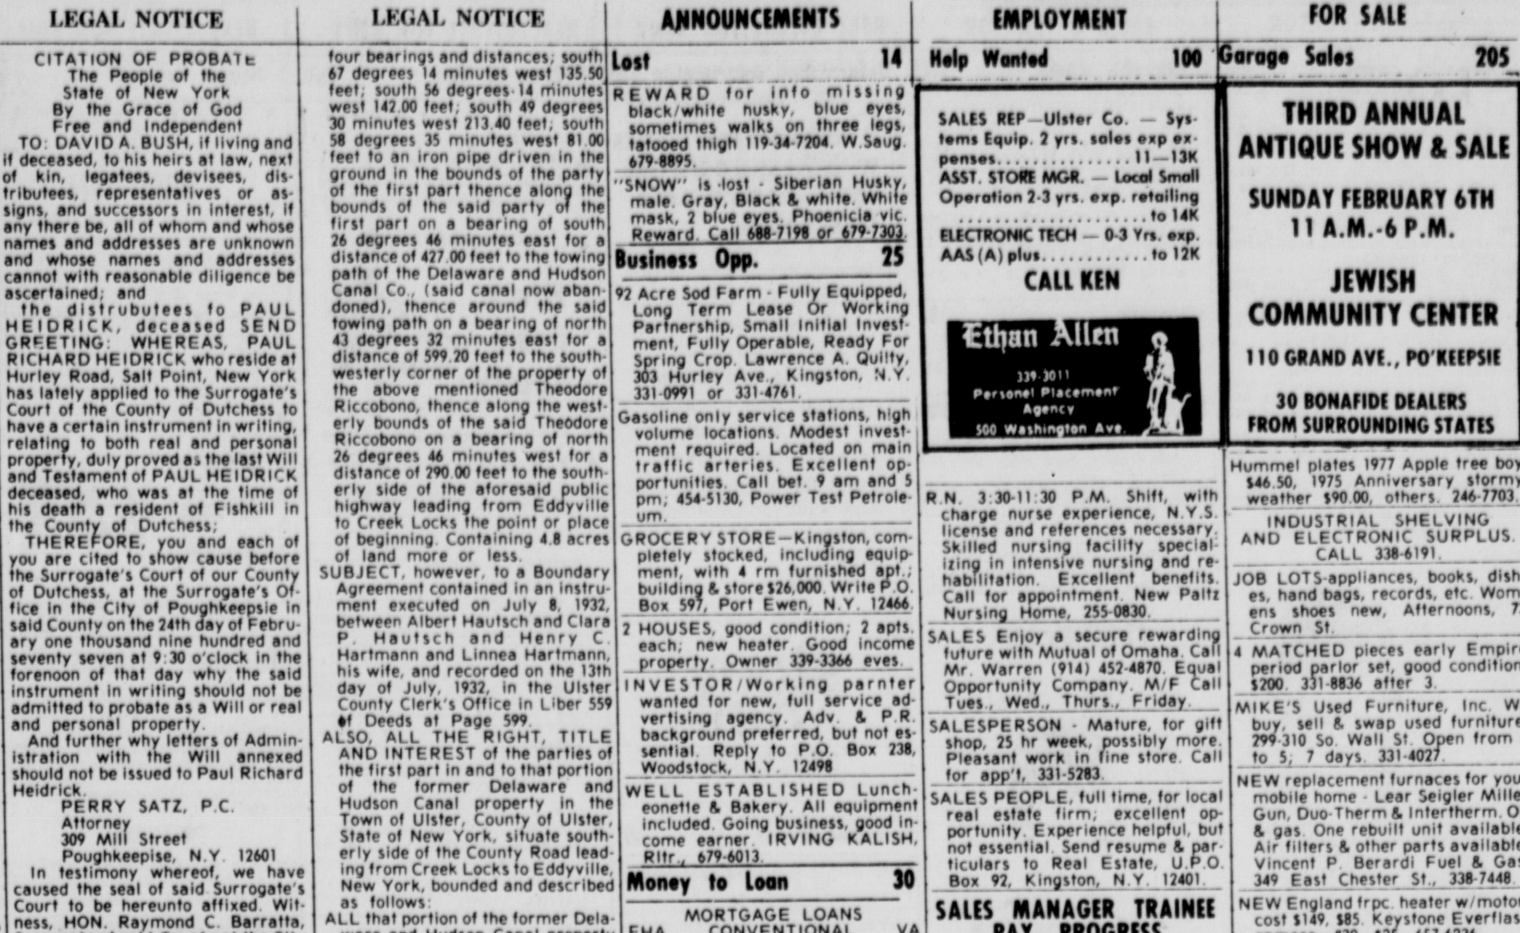 LEGAL NOTICE
CITATION OF PROBATE
The People of the
State of New York
By the Grace of God
Free and Independent
TO: DAVID A. BUSH, if living and
if deceased, to his heirs at law, next
of kin, legatees, devisees, dis-
tributees, representatives or as-
signs, and successors in interest, if
any there be, all of whom and whose
names and addresses are unknown
and whose names and addresses
cannot with reasonable diligence be
ascertained; and
the distrubutees fo PAUL
HEIDRICK, deceased SEND
GREETING: WHEREAS, PAUL
RICHARD HEIDRICK who reside at
Hurley Road, Salt Point, New York
has lately applied to the Surrogate's
Court of the County of Dutchess to
have a certain instrument in writing,
relating to both real and personal
property, duly proved as the last Will
and Testament of PAUL HEIDRICK
deceased, who was at the time of
his death a resident of Fishkill in
the County of Dutchess;
THEREFORE, you and each of
you are cited to show cause before
the Surrogate's Court of our County
of Dutchess, at the Surrogate's Of-
fice in the City of Poughkeepsie in
said County on the 24th day of Febru-
ary one thousand nine hundred and
seventy seven at 9:30 o'clock in the
forenoon of that day why the said
instrument in writing should not be
admitted to probate as a Will or real
and personal property.
And further why letters of Admin-
istration with the Will annexed
should not be issued to Paul Richard
Heidrick.
PERRY SATZ, P.C.
Attorney
309 Mill Street
Poughkeepise, N.Y. 12601
In testimony whereof, we have
caused the seal of said Surrogate's
Court to be hereunto affixed. Wit-
ness, HON. Raymond C. Barratta,
LEGAL NOTICE
four bearings and distances; south
67 degrees 14 minutes west 135.50
feet; south 56 degrees 14 minutes
west 142.00 feet; south 49 degrees
30 minutes west 213.40 feet; south
58 degrees 35 minutes west 81.00
feet to an iron pipe driven in the
ground in the bounds of the party
of the first part thence along the
bounds of the said party of the
first part on a bearing of south
26 degrees 46 minutes east for a
distance of 427.00 feet to the towing
path of the Delaware and Hudson
Canal Co., (said canal now aban-
doned), thence around the said
towing path on a bearing of north
43 degrees 32 minutes east for a
distance of 599.20 feet to the south-
westerly corner of the property of
the above mentioned Theodore
Riccobono, thence along the west-
erly bounds of the said Theodore
Riccobono on a bearing of north
26 degrees 46 minutes west for a
distance of 290.00 feet to the south-
erly side of the aforesaid public
highway leading from Eddyville
to Creek Locks the point or place
of beginning. Containing 4.8 acres
of land more or less.
SUBJECT, however, to a Boundary
Agreement contained in an instru-
ment executed on July 8, 1932,
between Albert Hautsch and Clara
P. Hautsch and Henry C.
Hartmann and Linnea Hartmann,
his wife, and recorded on the 13th
day of July, 1932, in the Ulster
County Clerk's Office in Liber 559
of Deeds at Page 599.
ALSO, ALL THE RIGHT, TITLE
AND INTEREST of the parties of
the first part in and to that portion
of the former Delaware and
Hudson Canal property in the
Town of Ulster, County of Ulster,
State of New York, situate south-
erly side of the County Road lead-
ing from Creek Locks to Eddyville,
New York, bounded and described
as follows:
ALL that portion of the former Dela-
ware and Hudson Canal property
ANNOUNCEMENTS
Lost 14
REWARD for info missing
black/white husky, blue eyes,
sometimes walks on three legs,
tatooed thigh 119-34-7204. W.Saug.
679-8895.
"SNOW" is lost - Siberian Husky,
male. Gray, Black & white. White
mask, 2 blue eyes. Phoenicia vic.
Reward. Call 688-7198 or 679-7303.
Business Opp. 25
92 Acre Sod Farm - Fully Equipped,
Long Term Lease Or Working
Partnership, Small Initial Invest-
ment, Fully Operable, Ready For
Spring Crop. Lawrence A. Quilty,
303 Hurley Ave., Kingston, N.Y.
331-0991 or 331-4761.
Gasoline only service stations, high
volume locations. Modest invest-
ment required. Located on main
traffic arteries. Excellent op-
portunities. Call bet. 9 am and 5
pm; 454-5130, Power Test Petrole-
um.
GROCERY STORE—Kingston, com-
pletely stocked, including equip-
ment, with 4 rm furnished apt.;
building & store $26,000. Write P.O.
Box 597, Port Ewen, N.Y. 12466.
2 HOUSES, good condition; 2 apts.
each; new heater. Good income
property. Owner 339-3366 eves.
INVESTOR/Working parnter
wanted for new, full service ad-
vertising agency. Adv. & P.R.
background preferred, but not es-
sential. Reply to P.O. Box 238,
Woodstock, N.Y. 12498
WELL ESTABLISHED Lunch-
eonette & Bakery. All equipment
included. Going business, good in-
come earner. IRVING KALISH,
Rltr., 679-6013.
Money to Loan 30
MORTGAGE LOANS
FHA CONVENTIONAL VA
EMPLOYMENT
Help Wanted 100
SALES REP—Ulster Co. — Sys-
tems Equip. 2 yrs. sales exp ex-
penses..............11—13K
ASST. STORE MGR. — Local Small
Operation 2-3 yrs. exp. retailing
....................to 14K
ELECTRONIC TECH — 0-3 Yrs. exp.
AAS (A) plus............to 12K
CALL KEN
Ethan Allen
339-3011
Personel Placement
Agency
500 Washington Ave.
R.N. 3:30-11:30 P.M. Shift, with
charge nurse experience, N.Y.S.
license and references necessary.
Skilled nursing facility special-
izing in intensive nursing and re-
habilitation. Excellent benefits.
Call for appointment. New Paltz
Nursing Home, 255-0830.
SALES Enjoy a secure rewarding
future with Mutual of Omaha. Call
Mr. Warren (914) 452-4870. Equal
Opportunity Company. M/F Call
Tues., Wed., Thurs., Friday.
SALESPERSON - Mature, for gift
shop, 25 hr week, possibly more.
Pleasant work in fine store. Call
for app't, 331-5283.
SALES PEOPLE, full time, for local
real estate firm; excellent op-
portunity. Experience helpful, but
not essential. Send resume & par-
ticulars to Real Estate, U.P.O.
Box 92, Kingston, N.Y. 12401.
SALES MANAGER TRAINEE
PAY PROGRESS
FOR SALE
Garage Sales 205
THIRD ANNUAL
ANTIQUE SHOW & SALE
SUNDAY FEBRUARY 6TH
11 A.M.-6 P.M.
JEWISH
COMMUNITY CENTER
110 GRAND AVE., PO'KEEPSIE
30 BONAFIDE DEALERS
FROM SURROUNDING STATES
Hummel plates 1977 Apple tree boy
$46.50, 1975 Anniversary stormy
weather $90.00, others. 246-7703.
INDUSTRIAL SHELVING
AND ELECTRONIC SURPLUS.
CALL 338-6191.
JOB LOTS-appliances, books, dish-
es, hand bags, records, etc. Wom-
ens shoes new, Afternoons, 7
Crown St.
4 MATCHED pieces early Empire
period parlor set, good condition
$200. 331-8836 after 3.
MIKE'S Used Furniture, Inc. W
buy, sell & swap used furniture
299-310 So. Wall St. Open from
to 5; 7 days. 331-4027.
NEW replacement furnaces for you
mobile home - Lear Seigler Mille
Gun, Duo-Therm & Intertherm. O
& gas. One rebuilt unit available
Air filters & other parts available
Vincent P. Berardi Fuel & Gas
349 East Chester St., 338-7448.
NEW England frpc. heater w/motor
cost $149, $85. Keystone Everflas